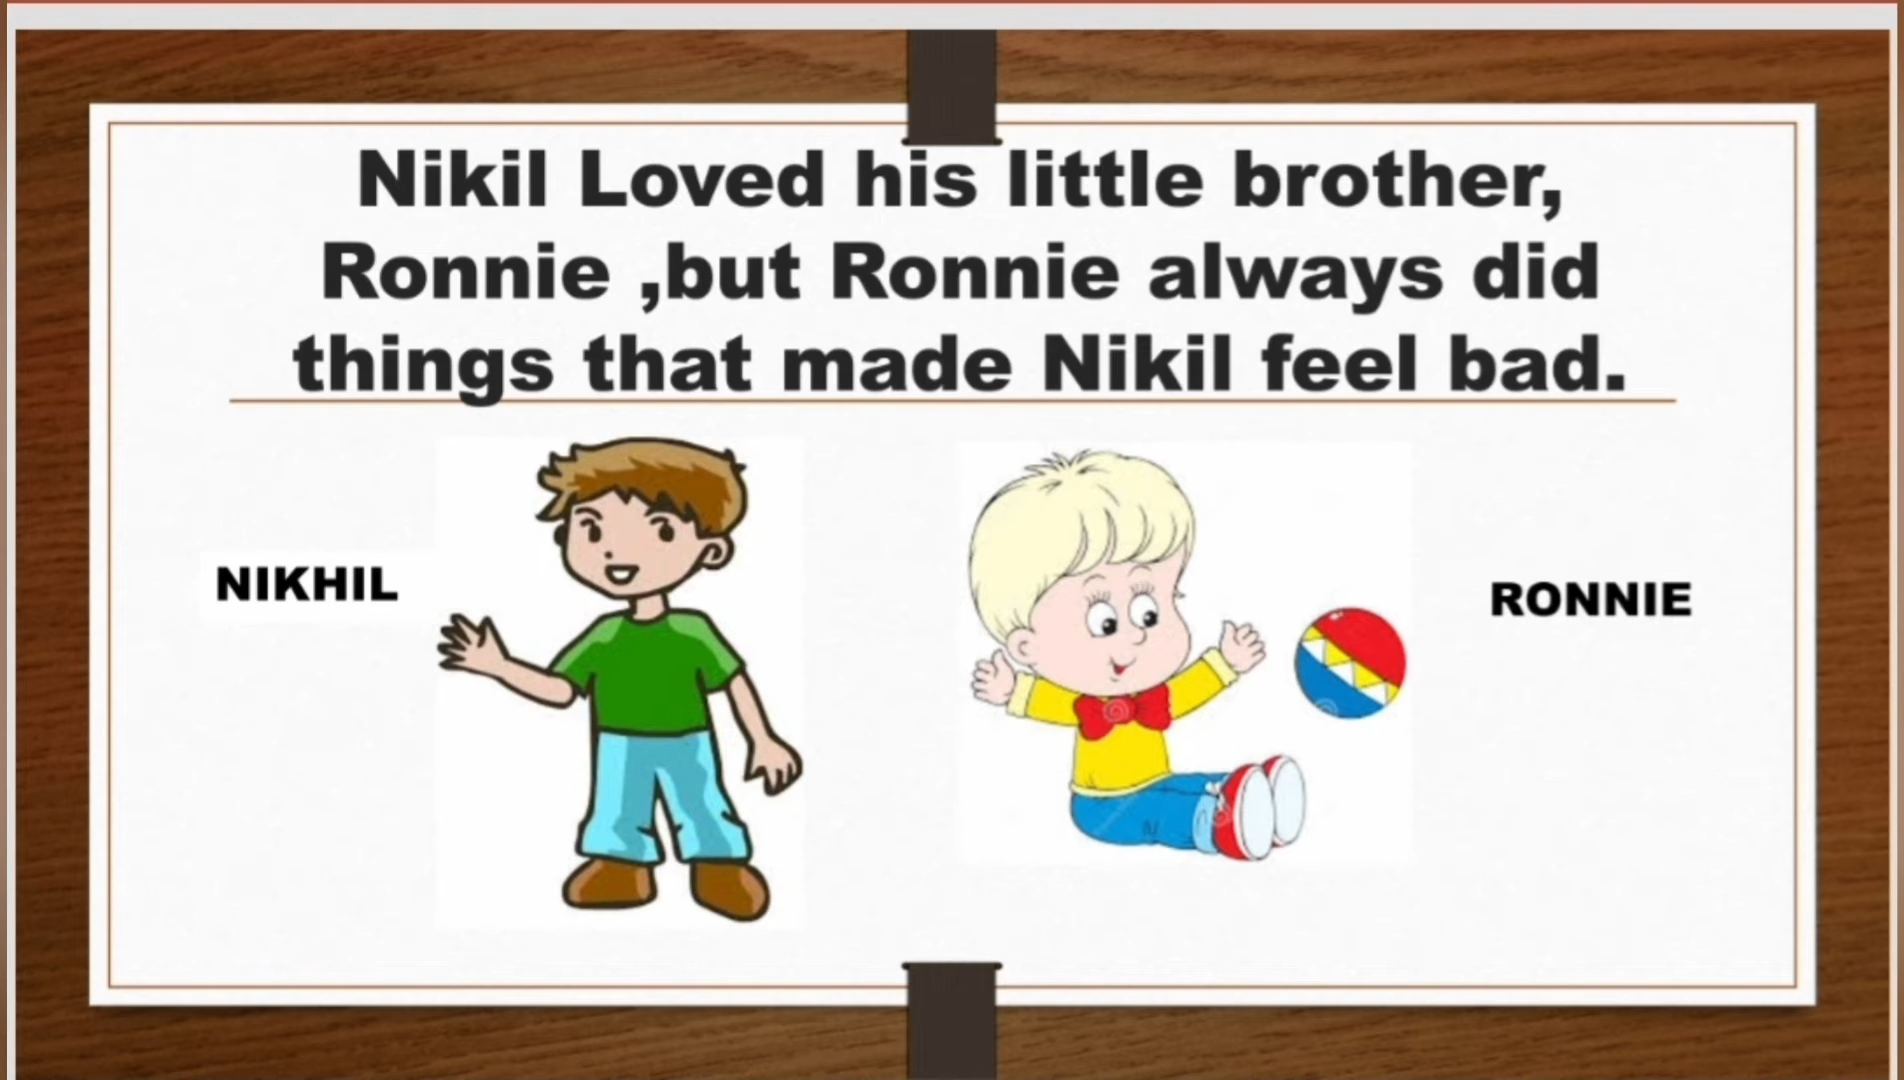 Nikil Loved his little brother,
Ronnie ,but Ronnie always did
things that made Nikil feel bad.
NIKHIL
RONNIE